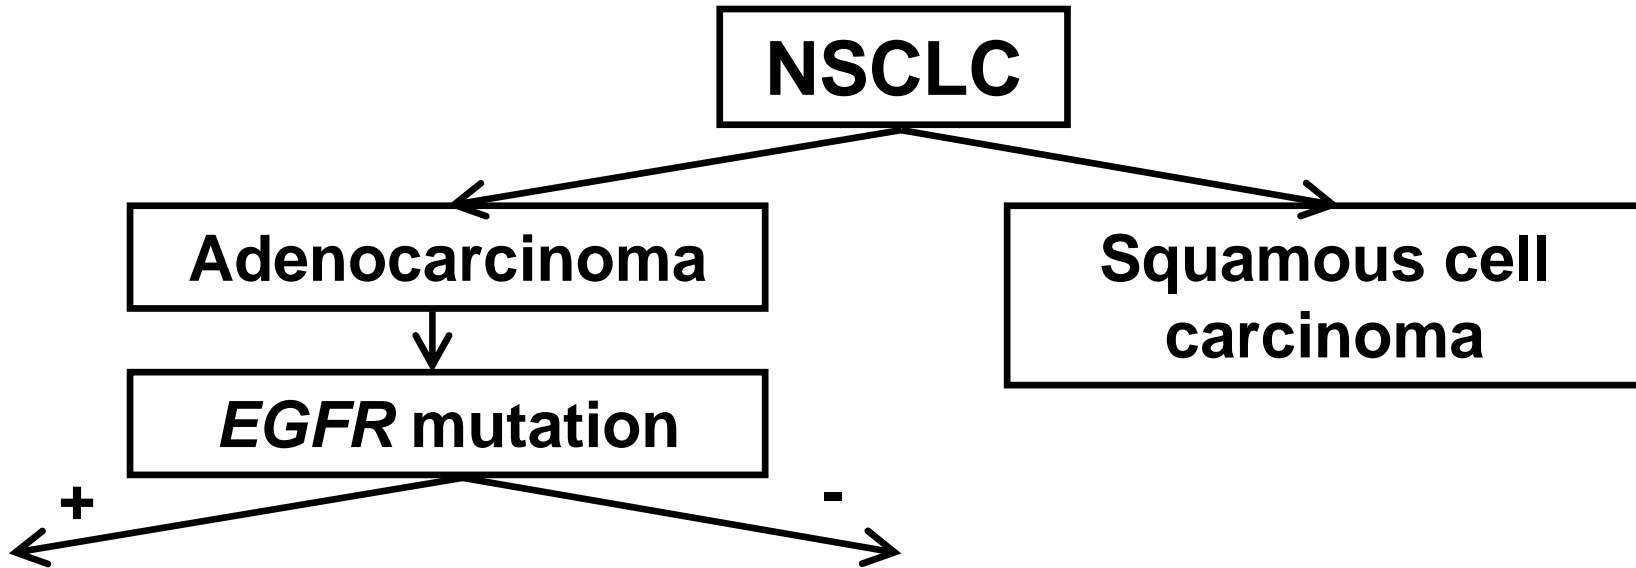 NSCLC
Adenocarcinoma
Squamous cell
carcinoma
EGFR mutation
+
-